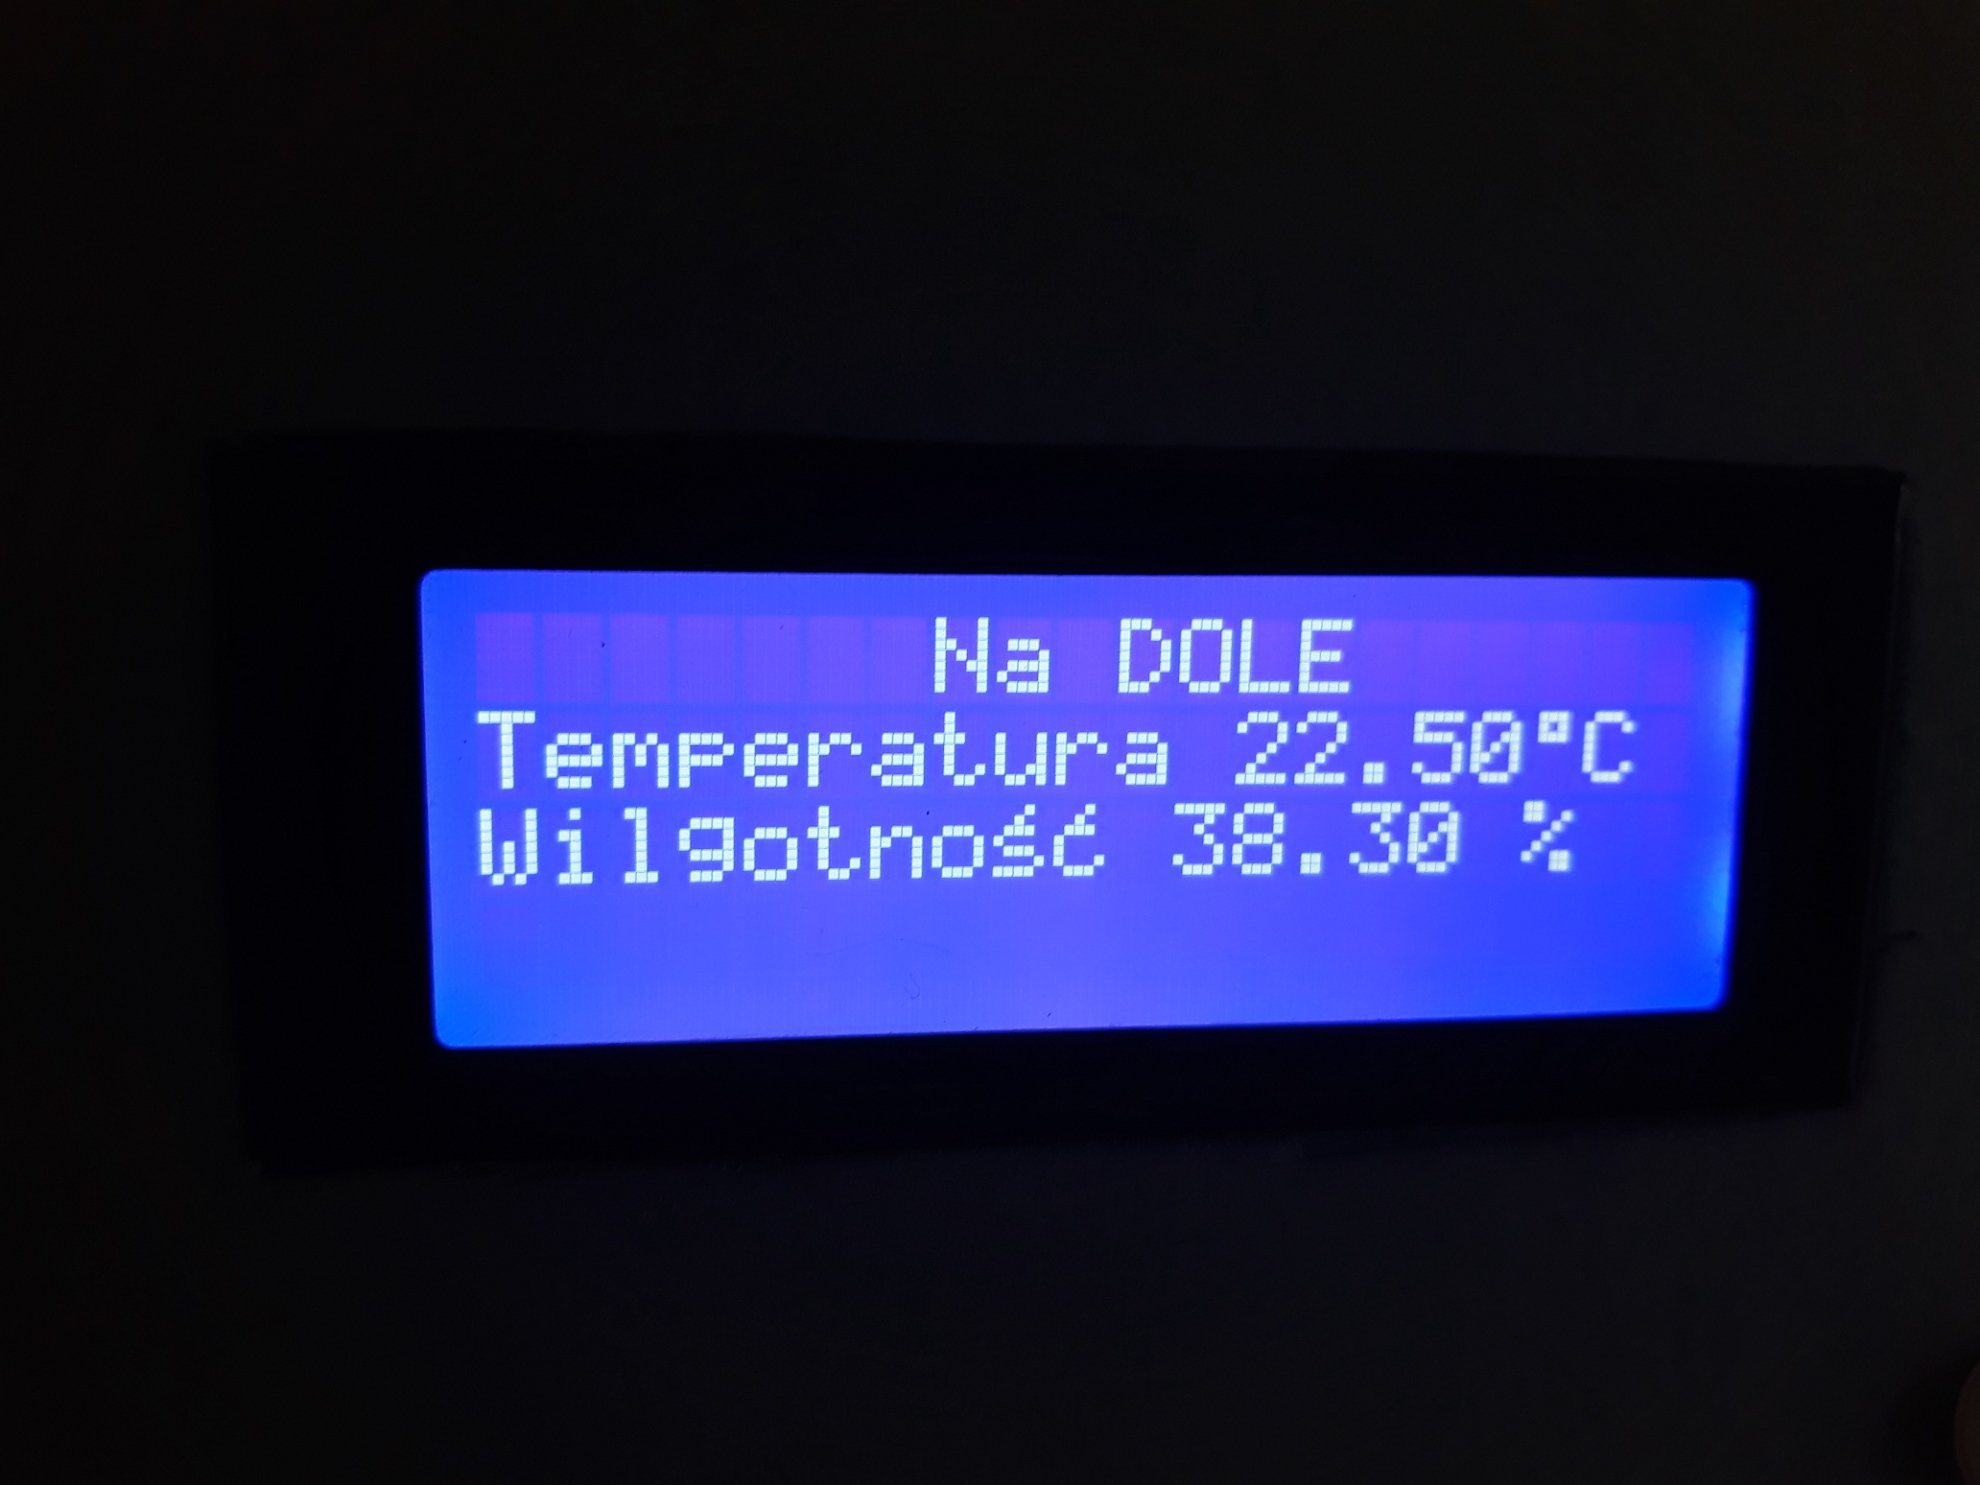 Na DOLE
Temperatura 22.50°C
Wilgotność 38.30 %